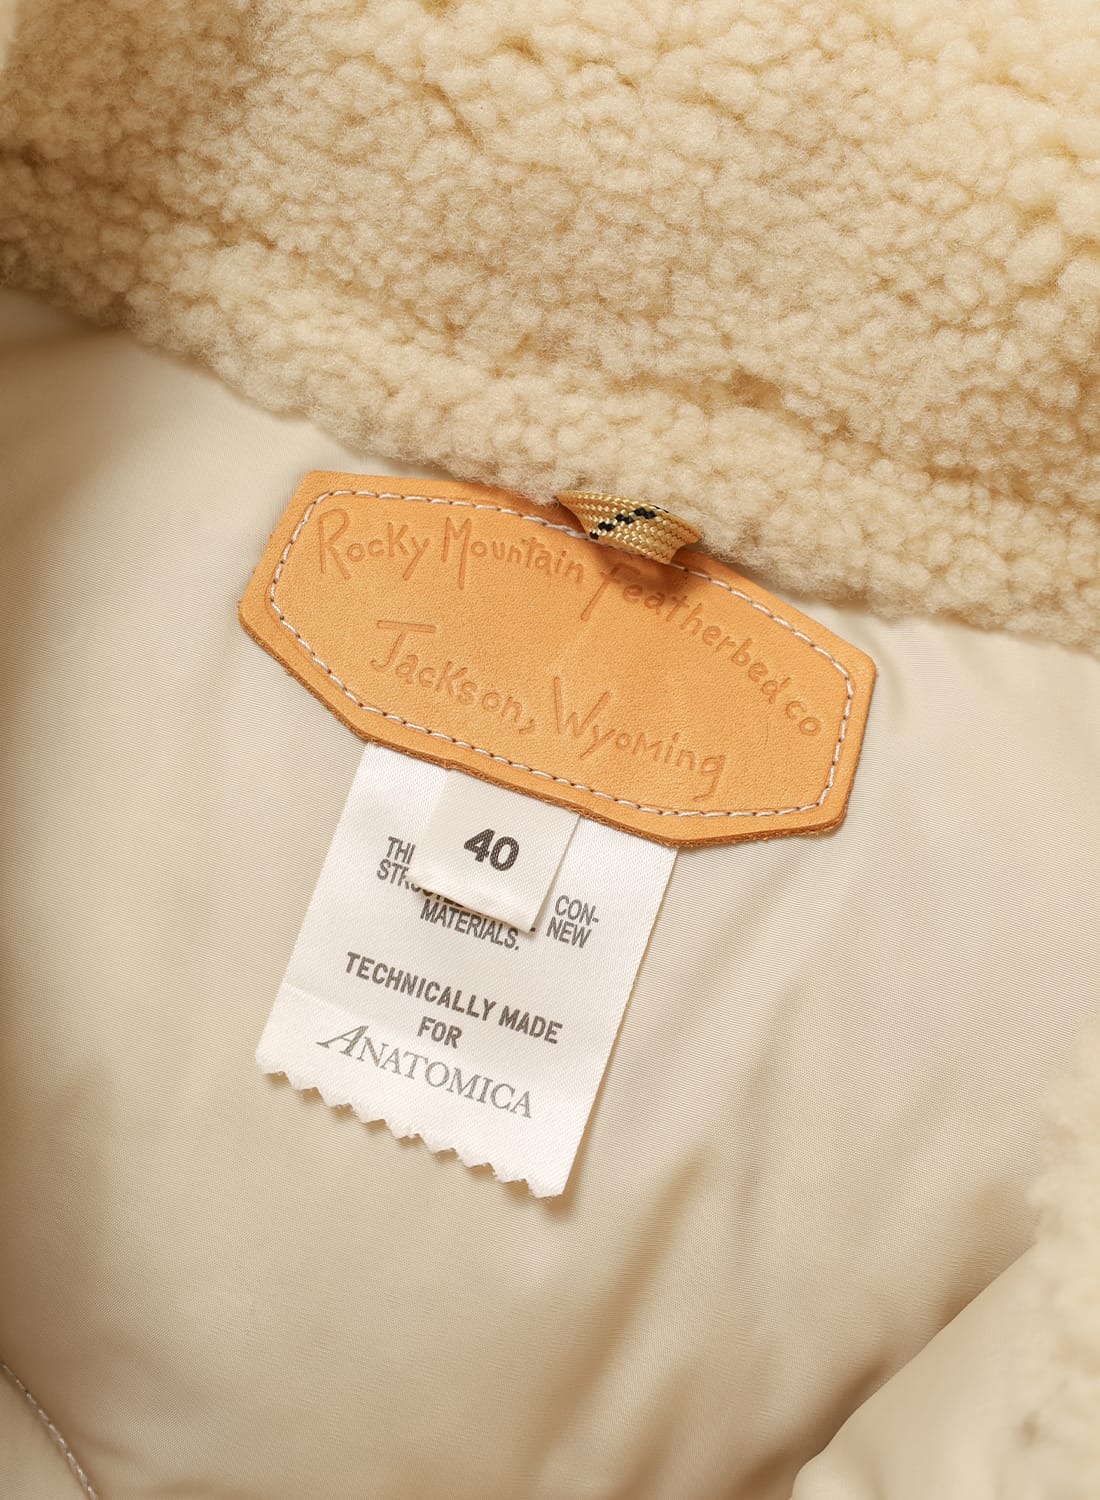 Rocky Mountain Featherbed co
Jackson, Wyoming
40
CON-
MATERIALS. NEW
TECHNICALLY MADE
FOR
ANATOMICA